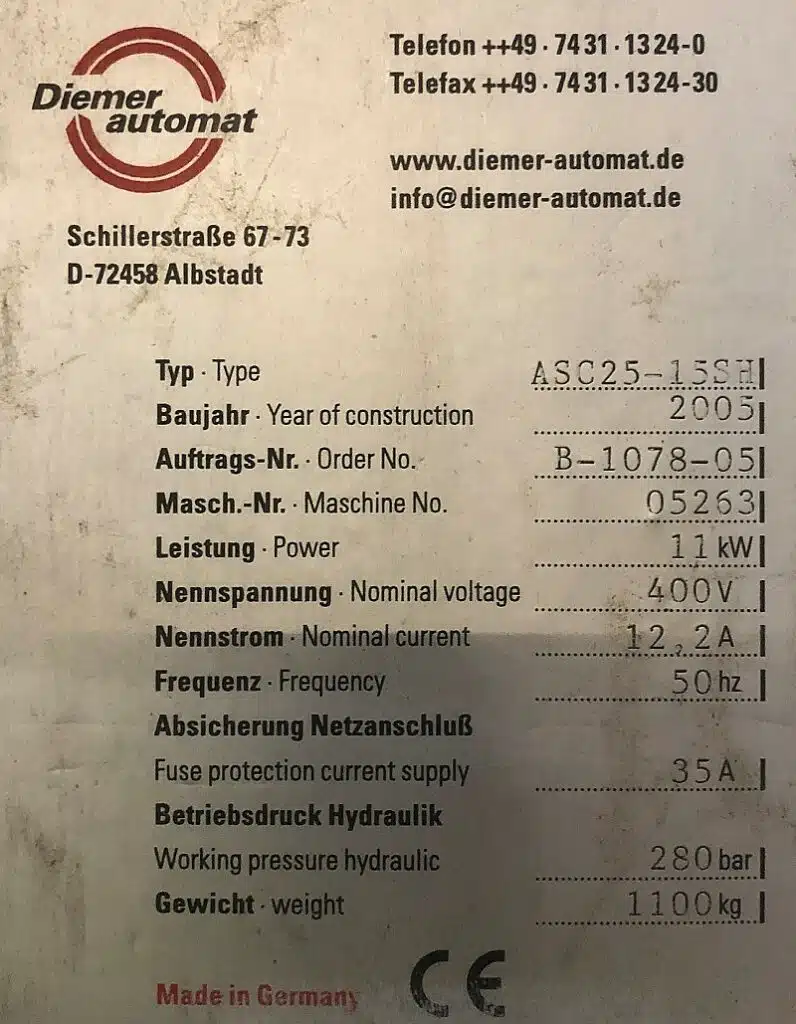 Diemer
automat
Telefon ++49 · 7431 · 1324-0
Telefax ++49 · 7431 · 1324-30
www.diemer-automat.de
info@diemer-automat.de
Schillerstraße 67-73
D-72458 Albstadt
Typ · Type ASC25-15SH
Baujahr · Year of construction 2005
Auftrags-Nr. · Order No. B-1078-05
Masch.-Nr. · Maschine No. 05263
Leistung · Power 11 kW
Nennspannung · Nominal voltage 400V
Nennstrom · Nominal current 12,2A
Frequenz · Frequency 50 hz
Absicherung Netzanschluß
Fuse protection current supply 35A
Betriebsdruck Hydraulik
Working pressure hydraulic 280 bar
Gewicht · weight 1100 kg
Made in Germany CE